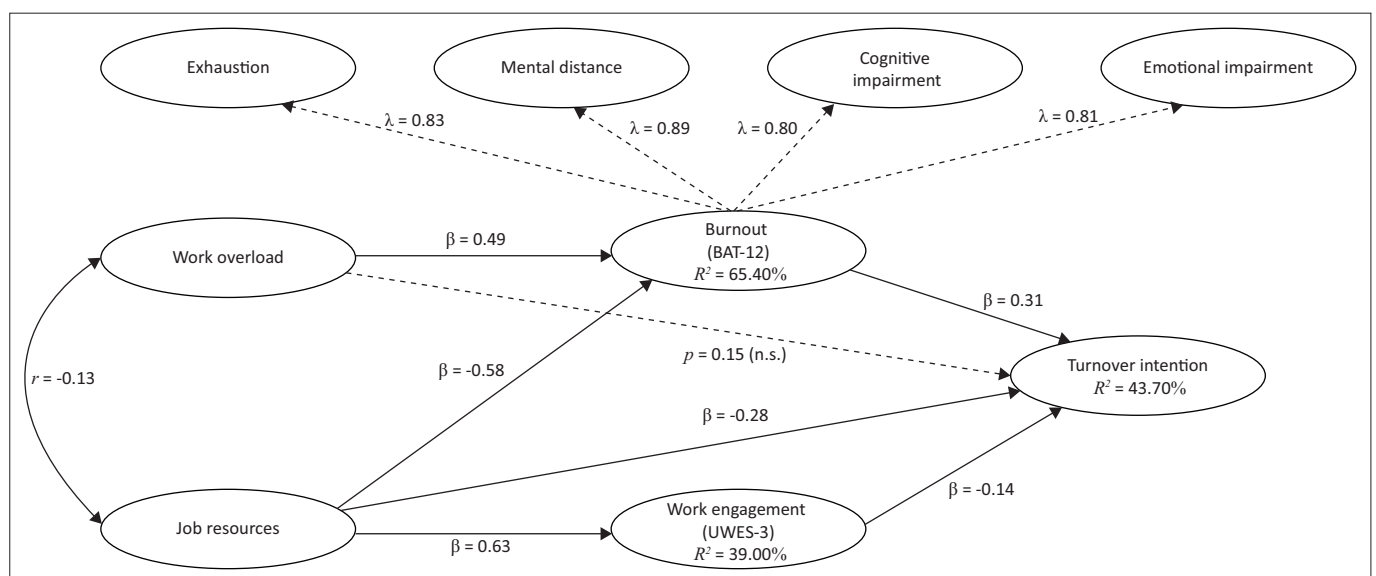 Exhaustion
Mental distance
Cognitive
impairment
Emotional impairment
λ = 0.83
λ = 0.89
λ = 0.80
λ = 0.81
Work overload
β = 0.49
Burnout
(BAT-12)
R² = 65.40%
β = 0.31
p = 0.15 (n.s.)
Turnover intention
R² = 43.70%
r = -0.13
β = -0.58
β = -0.28
β = -0.14
Job resources
β = 0.63
Work engagement
(UWES-3)
R² = 39.00%